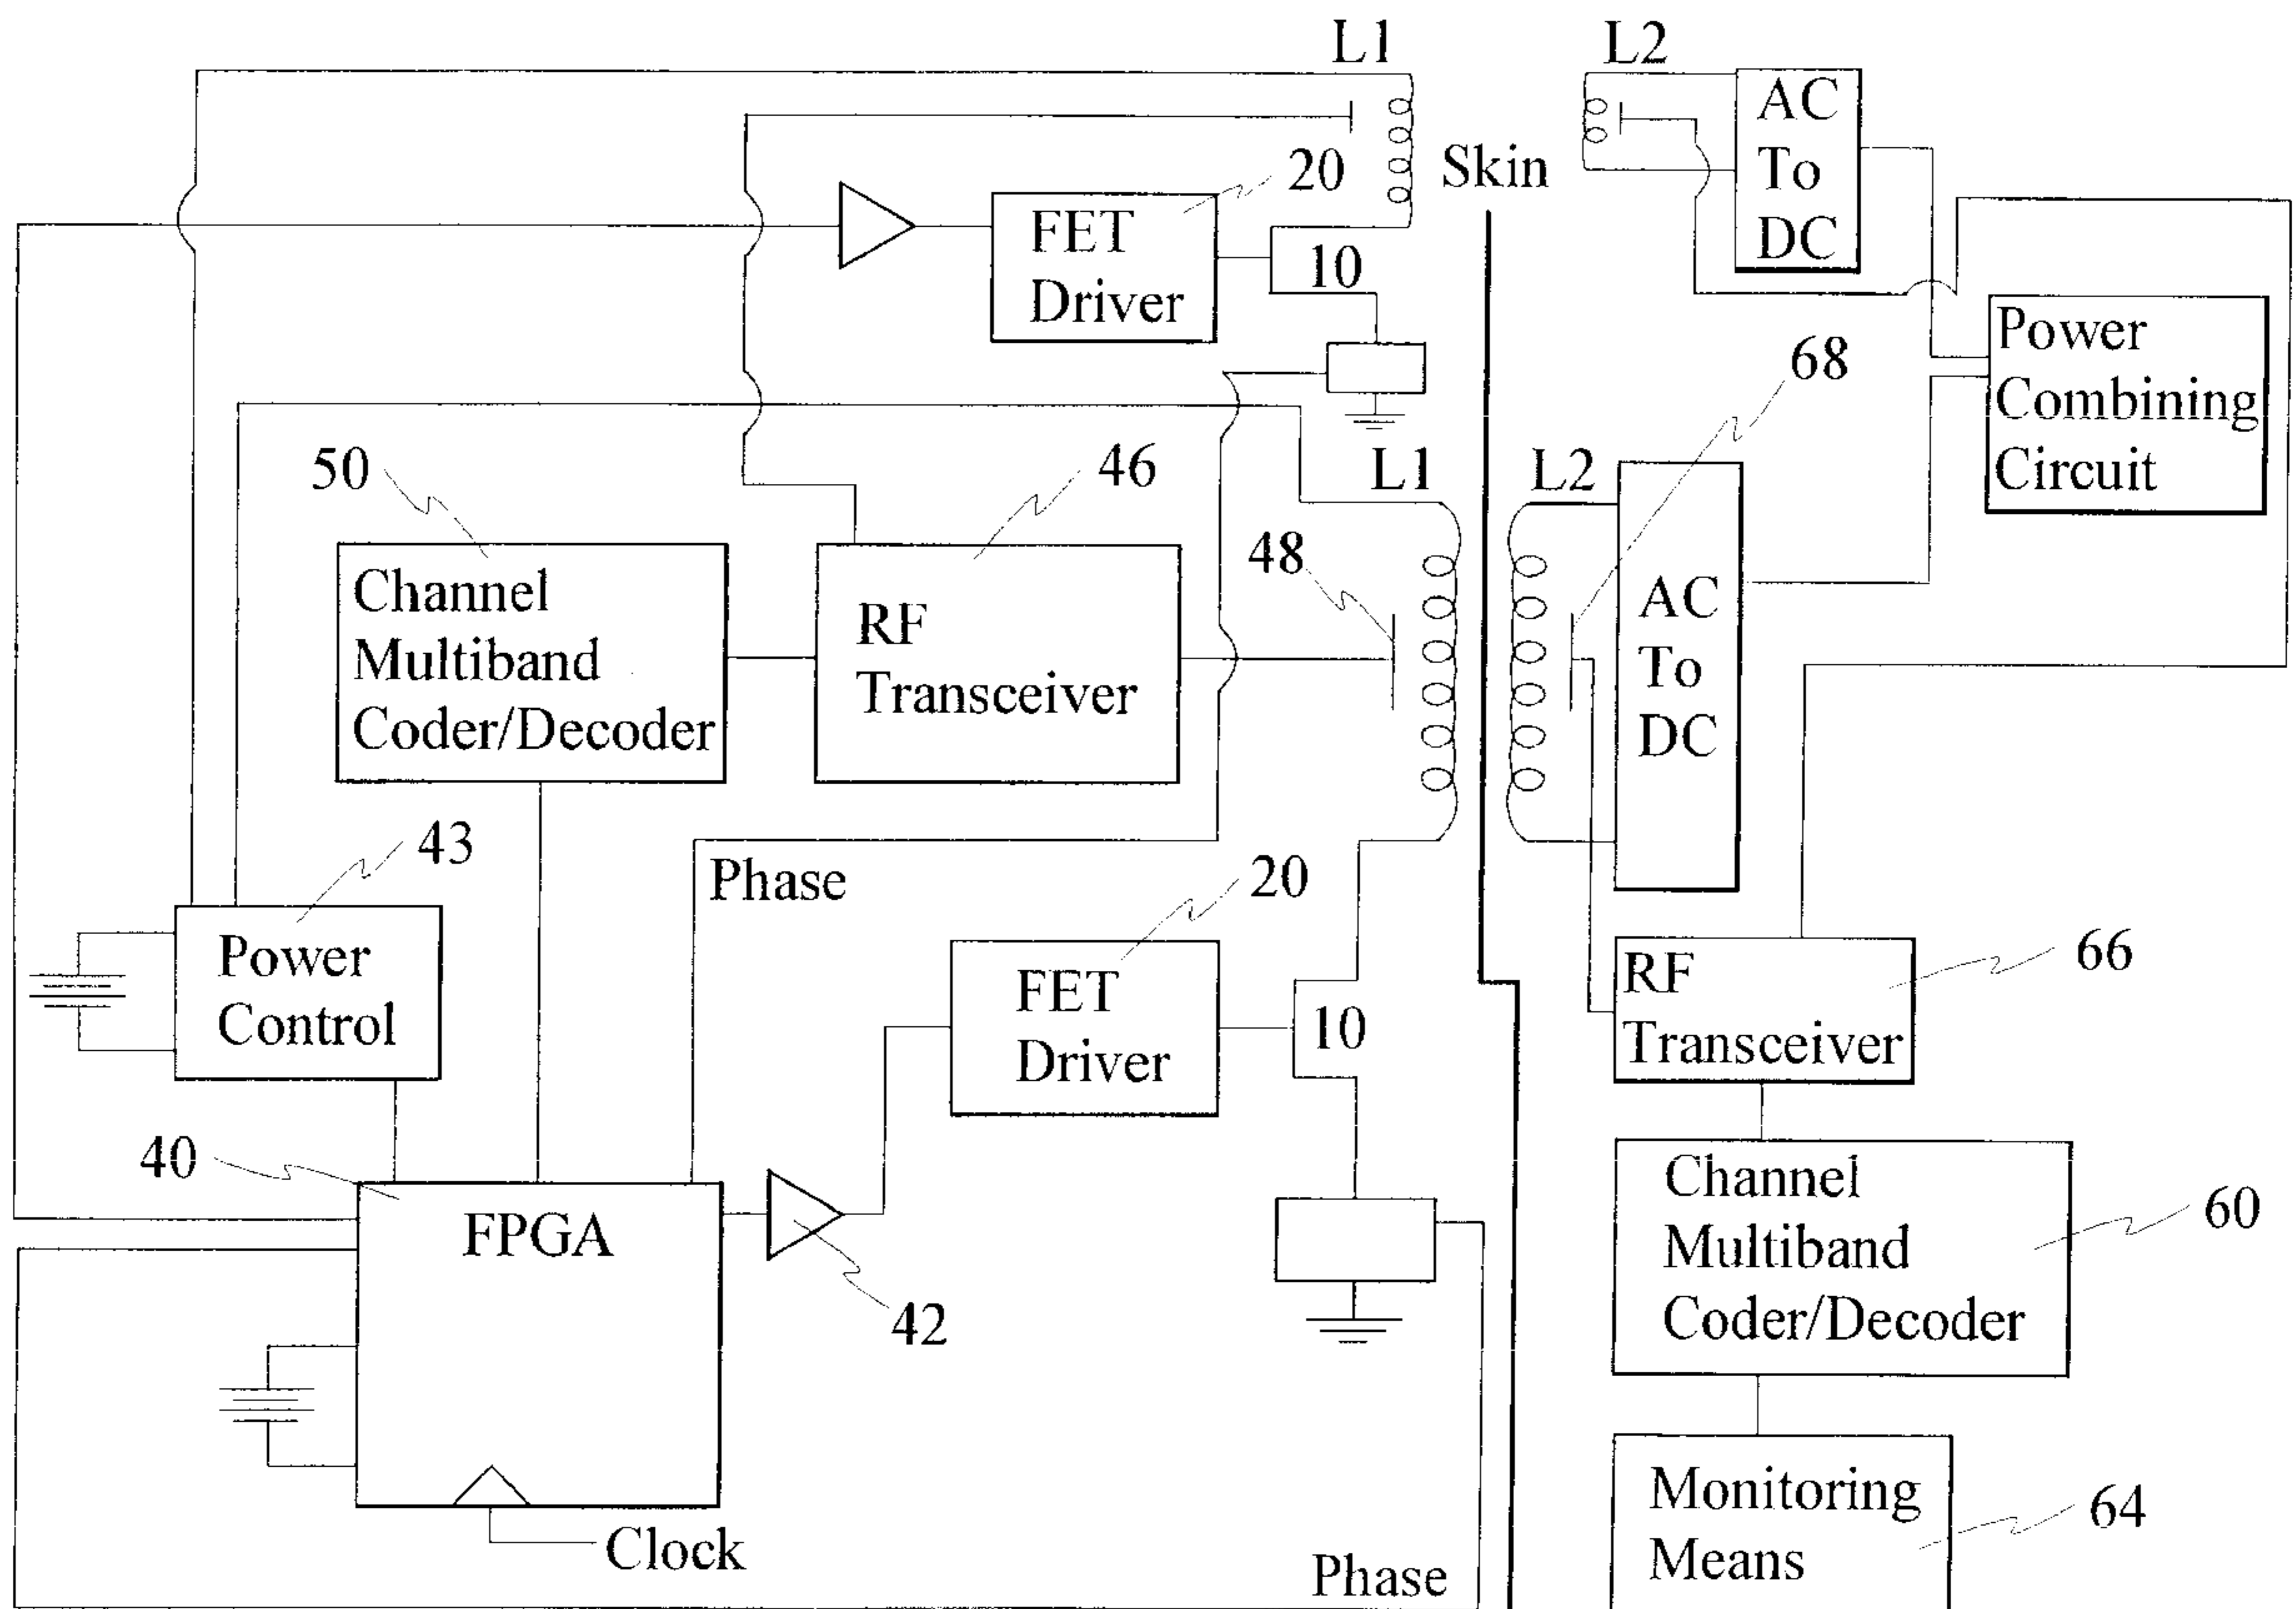 L1
L2
AC
To
DC
20
Skin
FET
Driver
10
Power
Combining
Circuit
68
50
46
L1
L2
48
Channel
Multiband
Coder/Decoder
RF
Transceiver
AC
To
DC
43
Phase
20
Power
Control
FET
Driver
10
RF
Transceiver
66
40
FPGA
42
Channel
Multiband
Coder/Decoder
60
Clock
Phase
Monitoring
Means
64